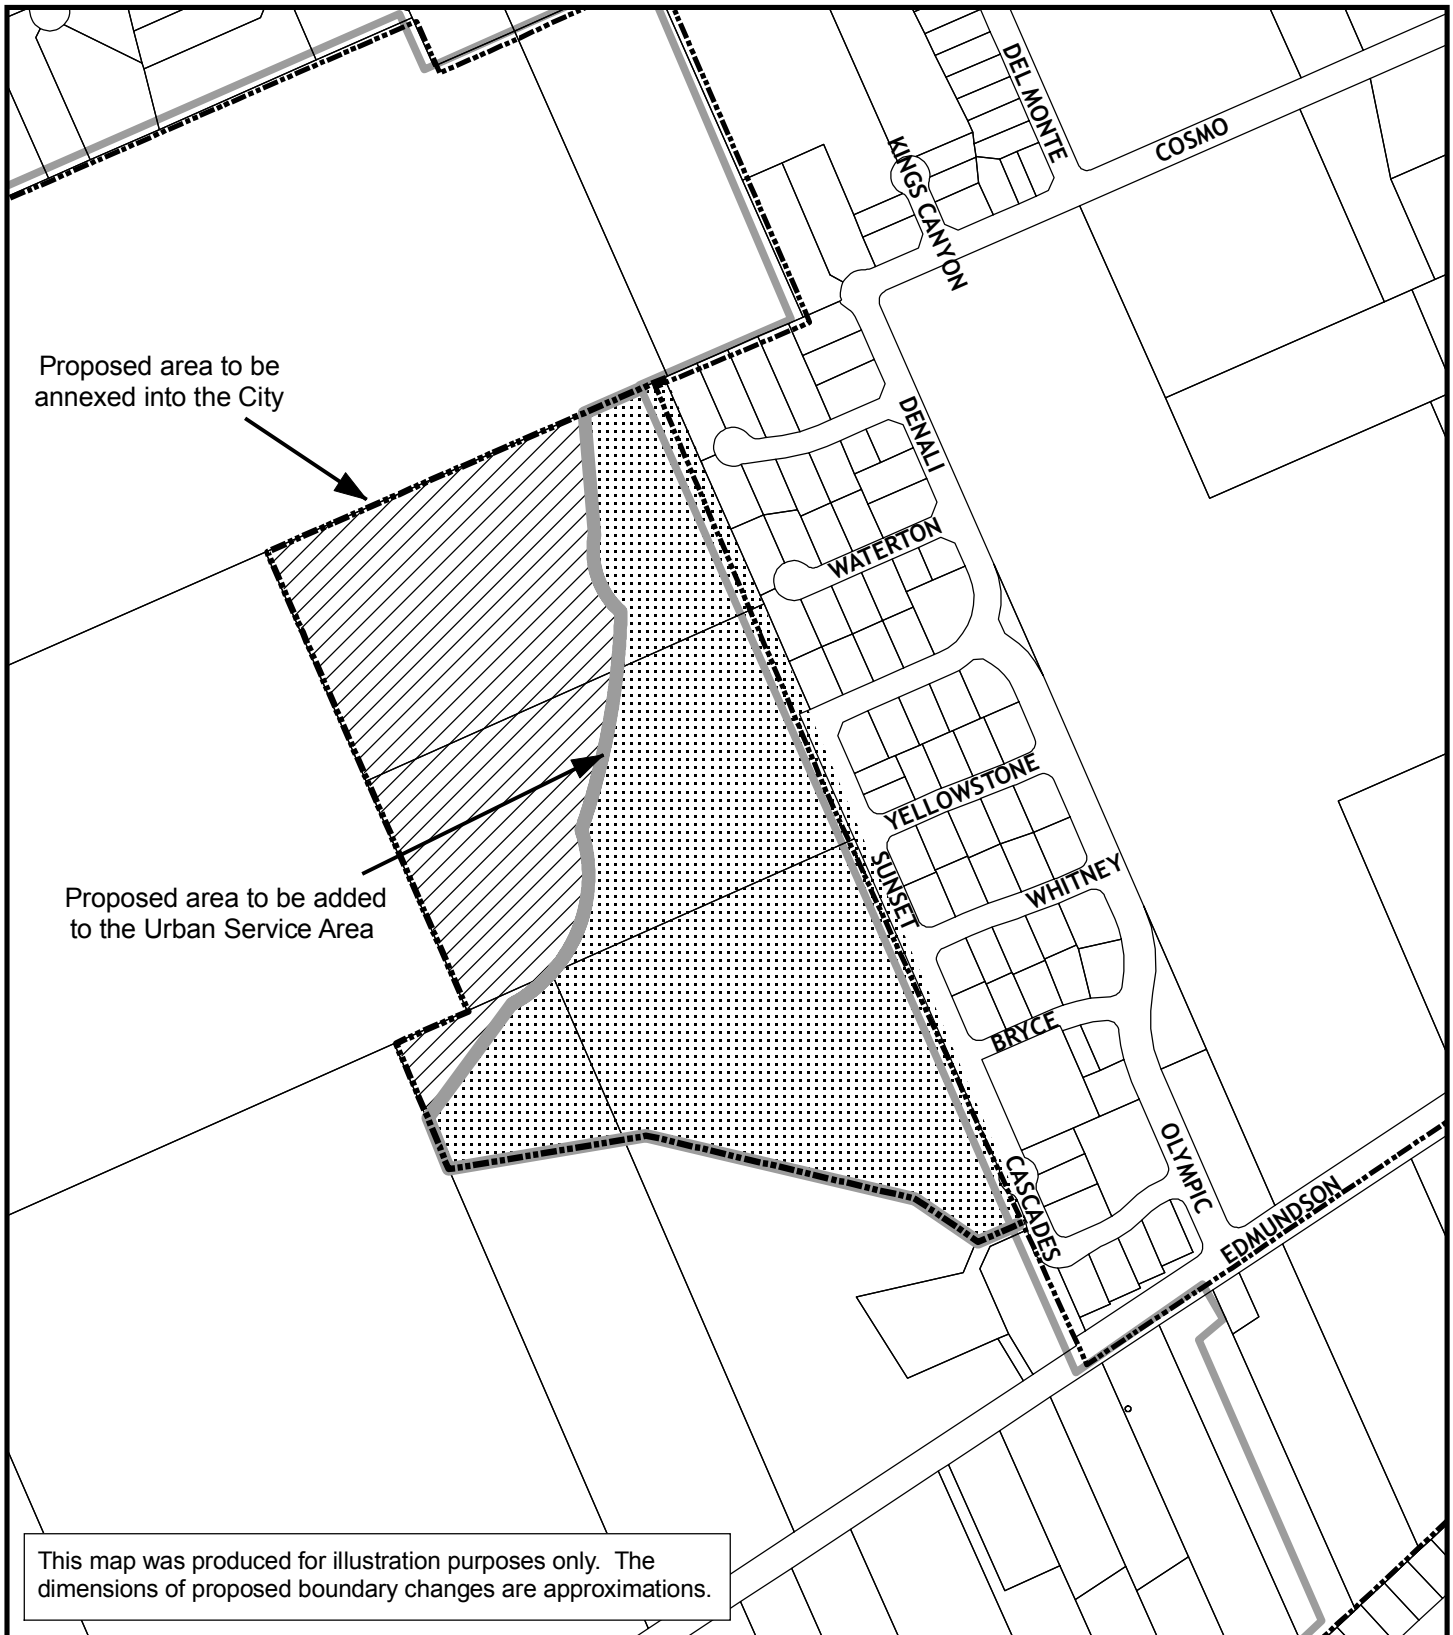 DEL MONTE
COSMO
KINGS CANYON
Proposed area to be
annexed into the City
DENALI
WATERTON
YELLOWSTONE
SUNSET
WHITNEY
Proposed area to be added
to the Urban Service Area
BRYCE
OLYMPIC
CASCADES
EDMUNDSON
This map was produced for illustration purposes only.  The
dimensions of proposed boundary changes are approximations.